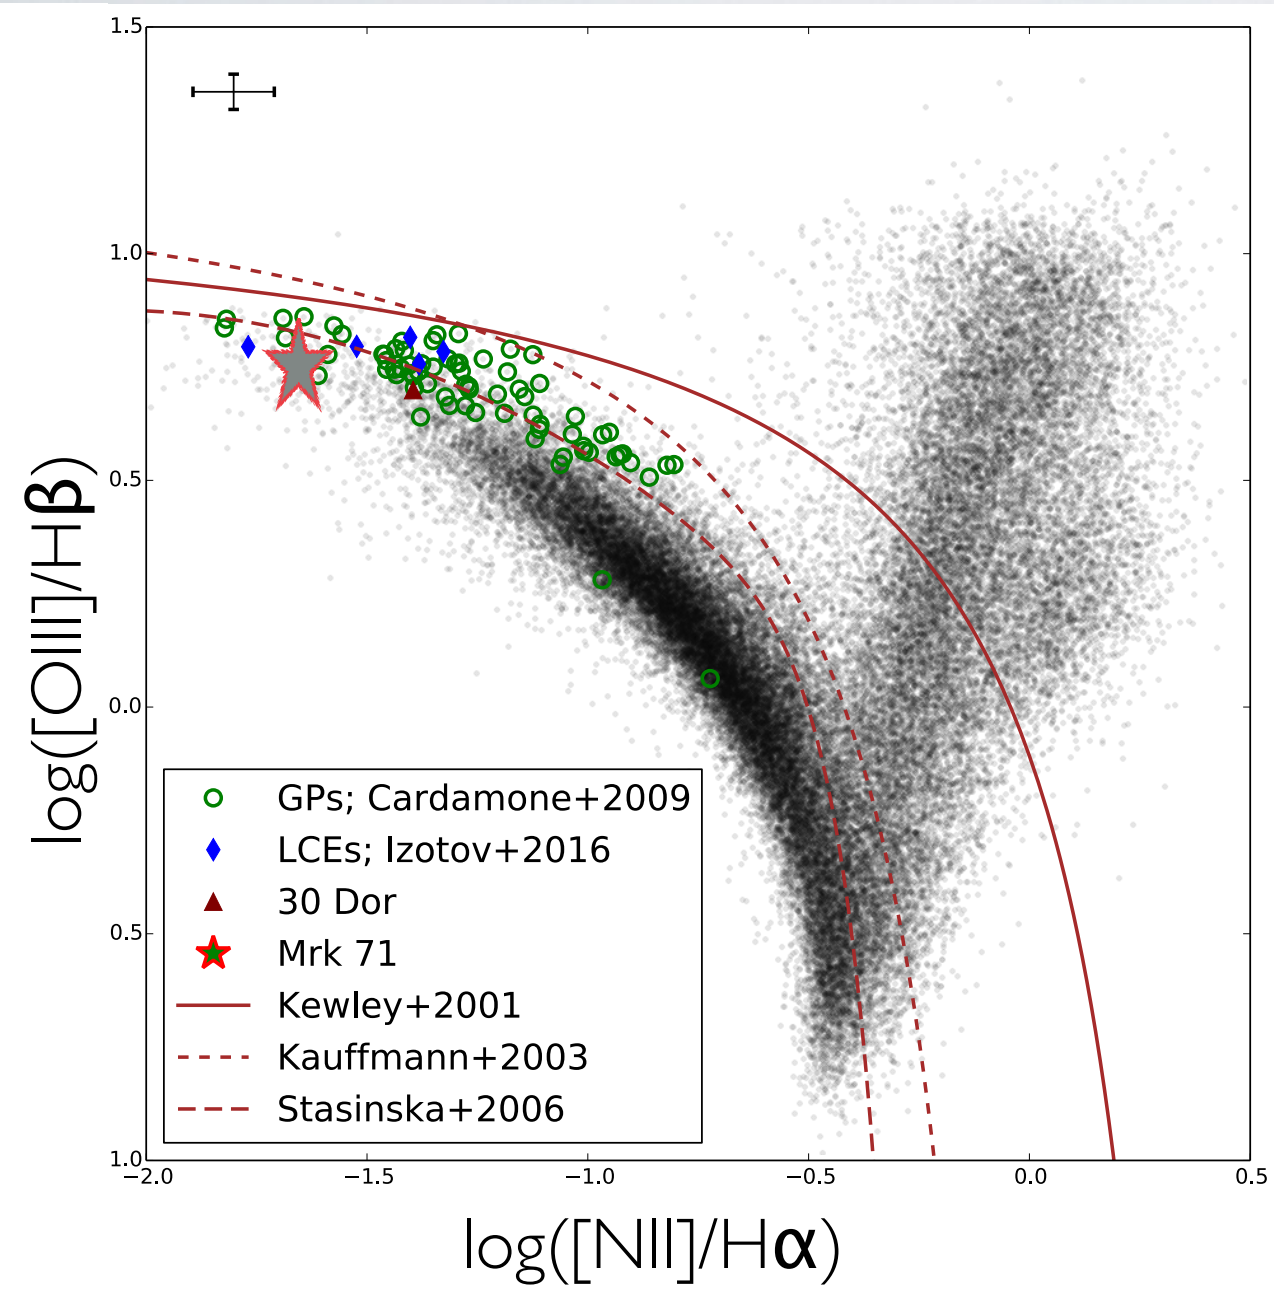 1.5
1.0
0.5
0.0
0.5
1.0
log([OIII]/Hβ)
GPs; Cardamone+2009
LCEs; Izotov+2016
30 Dor
Mrk 71
Kewley+2001
Kauffmann+2003
Stasinska+2006
−2.0 −1.5 −1.0 −0.5 0.0 0.5
log([NII]/Hα)